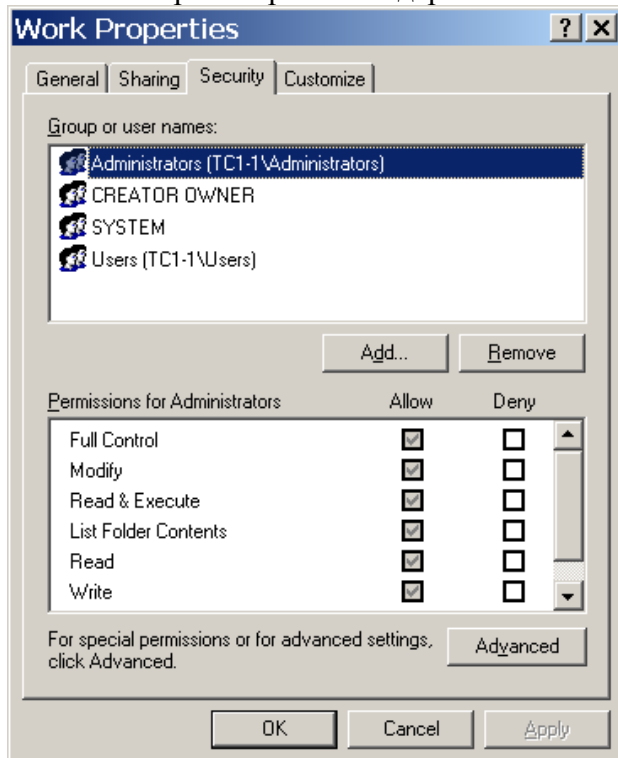 Work Properties
General Sharing Security Customize
Group or user names:
Administrators (TC1-1\Administrators)
CREATOR OWNER
SYSTEM
Users (TC1-1\Users)
Add... Remove
Permissions for Administrators Allow Deny
Full Control
Modify
Read & Execute
List Folder Contents
Read
Write
For special permissions or for advanced settings, click Advanced.
Advanced
OK Cancel Apply